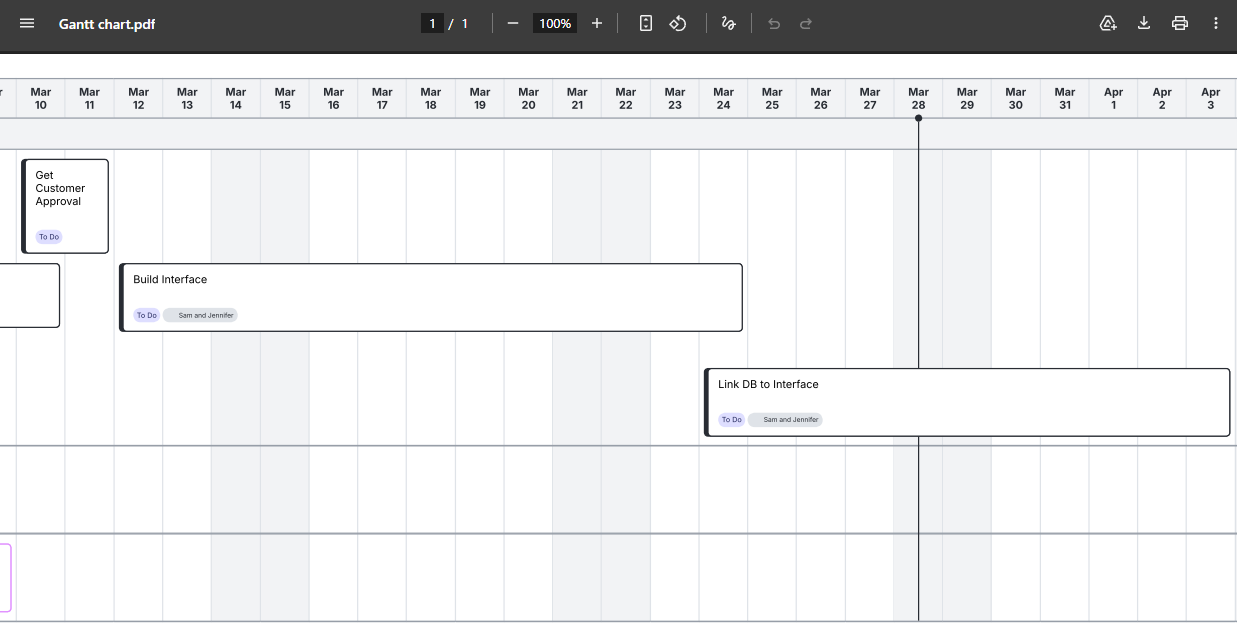 Gantt chart.pdf
1 / 1
100%
Mar 10 Mar 11 Mar 12 Mar 13 Mar 14 Mar 15 Mar 16 Mar 17 Mar 18 Mar 19 Mar 20 Mar 21 Mar 22 Mar 23 Mar 24 Mar 25 Mar 26 Mar 27 Mar 28 Mar 29 Mar 30 Mar 31 Apr 1 Apr 2 Apr 3
Get
Customer
Approval
To Do
Build Interface
To Do Sam and Jennifer
Link DB to Interface
To Do Sam and Jennifer